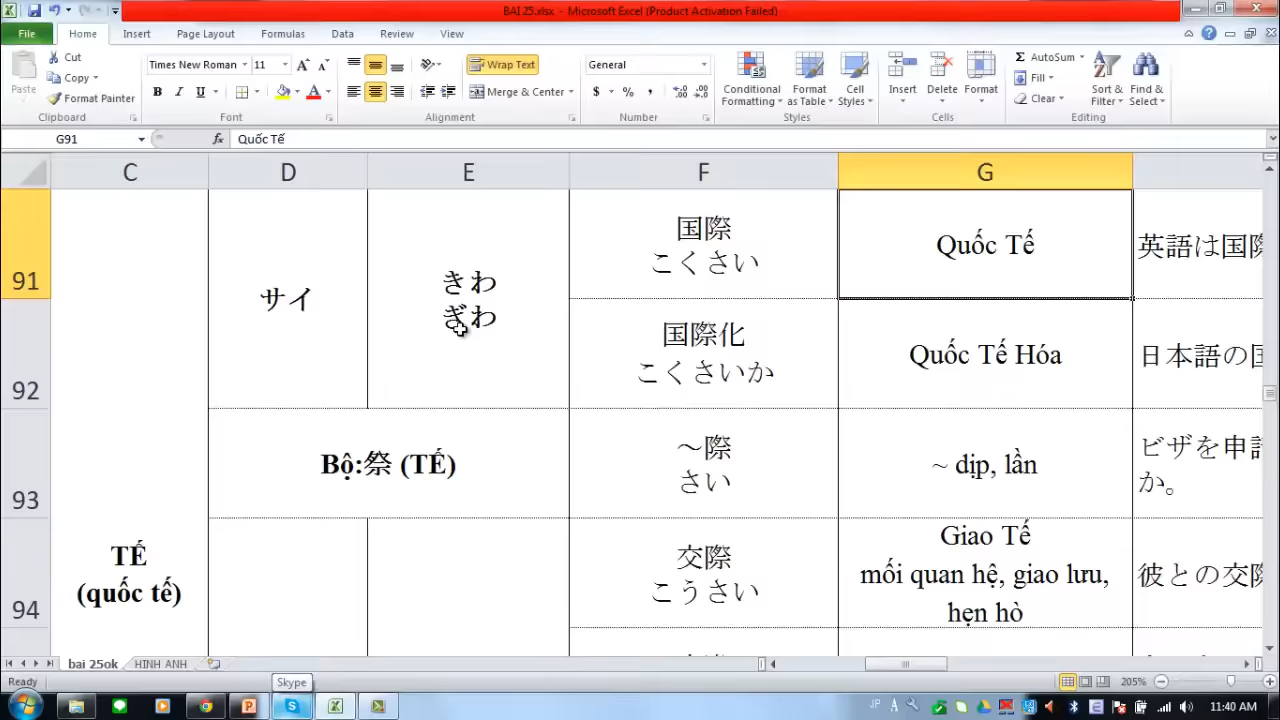 BAI 25.xlsx - Microsoft Excel (Product Activation Failed)
File Home Insert Page Layout Formulas Data Review View
Paste
Cut
Copy
Format Painter
Clipboard
Times New Roman 11
B I U
Font
Wrap Text
Merge & Center
Alignment
General
$ % ,
Number
Conditional Formatting
Format as Table
Cell Styles
Styles
Insert Delete Format
Cells
AutoSum
Fill
Clear
Sort & Filter
Find & Select
Editing
G91 fx Quốc Tế
C D E F G
91
92
93
94
TẾ
(quốc tế)
サイ
きわ
ぎわ
Bộ:祭 (TẾ)
国際
こくさい
Quốc Tế
英語は国際
国際化
こくさいか
Quốc Tế Hóa
日本語の国
～際
さい
~ dịp, lần
ビザを申請
か。
交際
こうさい
Giao Tế
mối quan hệ, giao lưu,
hẹn hò
彼との交際
bai 25ok HINH ANH
Ready
Skype
205%
JP
11:40 AM